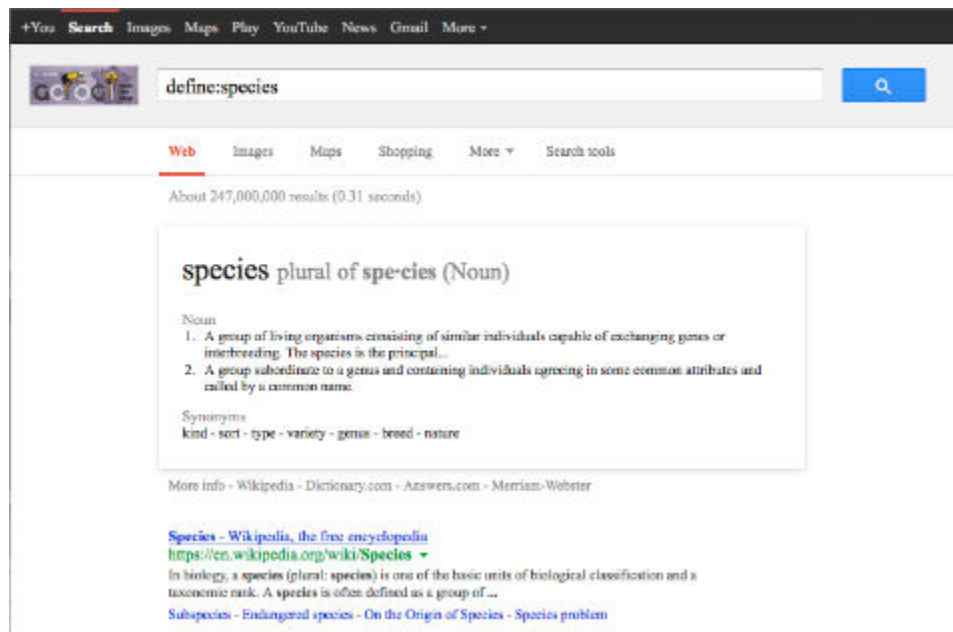 +You Search Images Maps Play YouTube News Gmail More
GOOGLE define:species
Web Images Maps Shopping More Search tools
About 247,000,000 results (0.31 seconds)
species plural of spe·cies (Noun)
Noun
1. A group of living organisms consisting of similar individuals capable of exchanging genes or
interbreeding. The species is the principal...
2. A group subordinate to a genus and containing individuals agreeing in some common attributes and
called by a common name.
Synonyms
kind - sort - type - variety - genus - breed - nature
More info - Wikipedia - Dictionary.com - Answers.com - Merriam-Webster
Species - Wikipedia, the free encyclopedia
https://en.wikipedia.org/wiki/Species
In biology, a species (plural: species) is one of the basic units of biological classification and a
taxonomic rank. A species is often defined as a group of ...
Subspecies - Endangered species - On the Origin of Species - Species problem